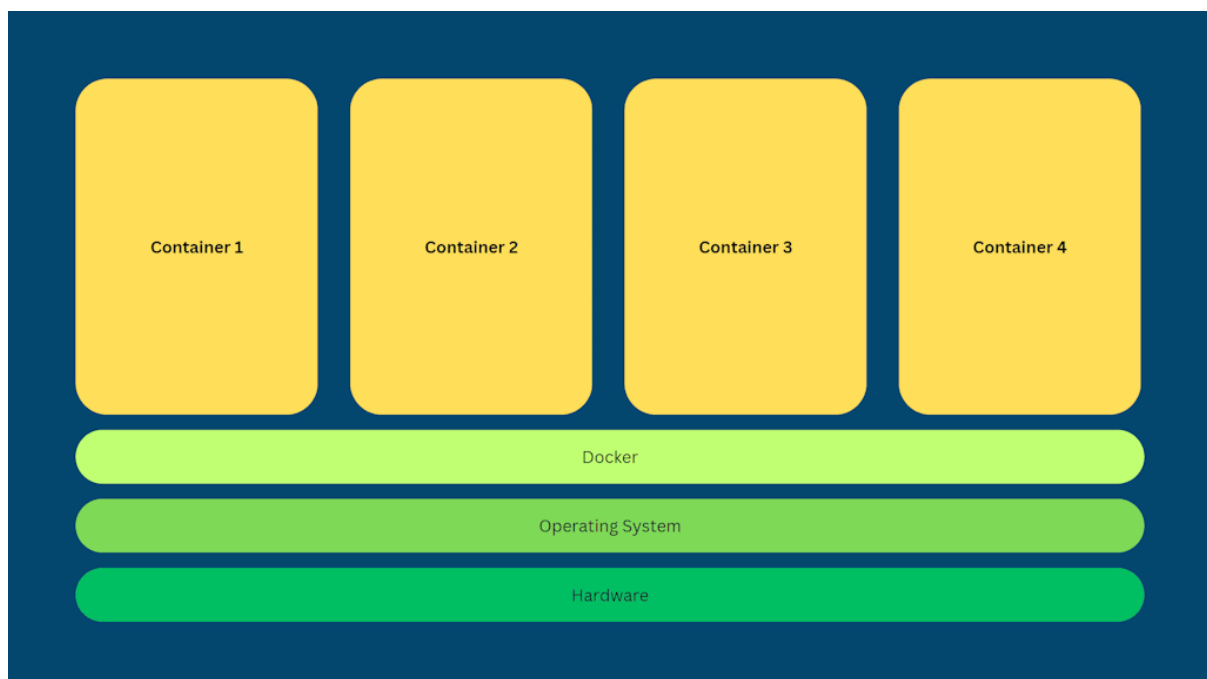 Container 1
Container 2
Container 3
Container 4
Docker
Operating System
Hardware